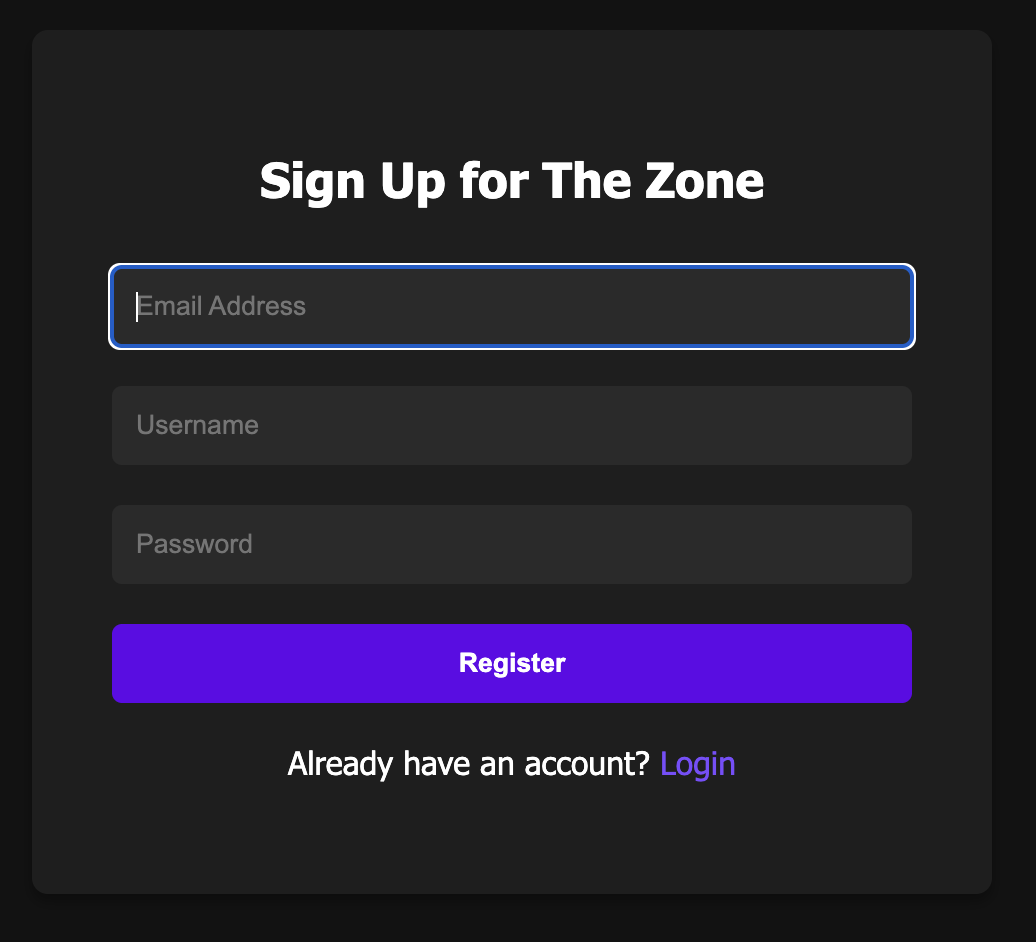 Sign Up for The Zone
Email Address
Username
Password
Register
Already have an account? Login